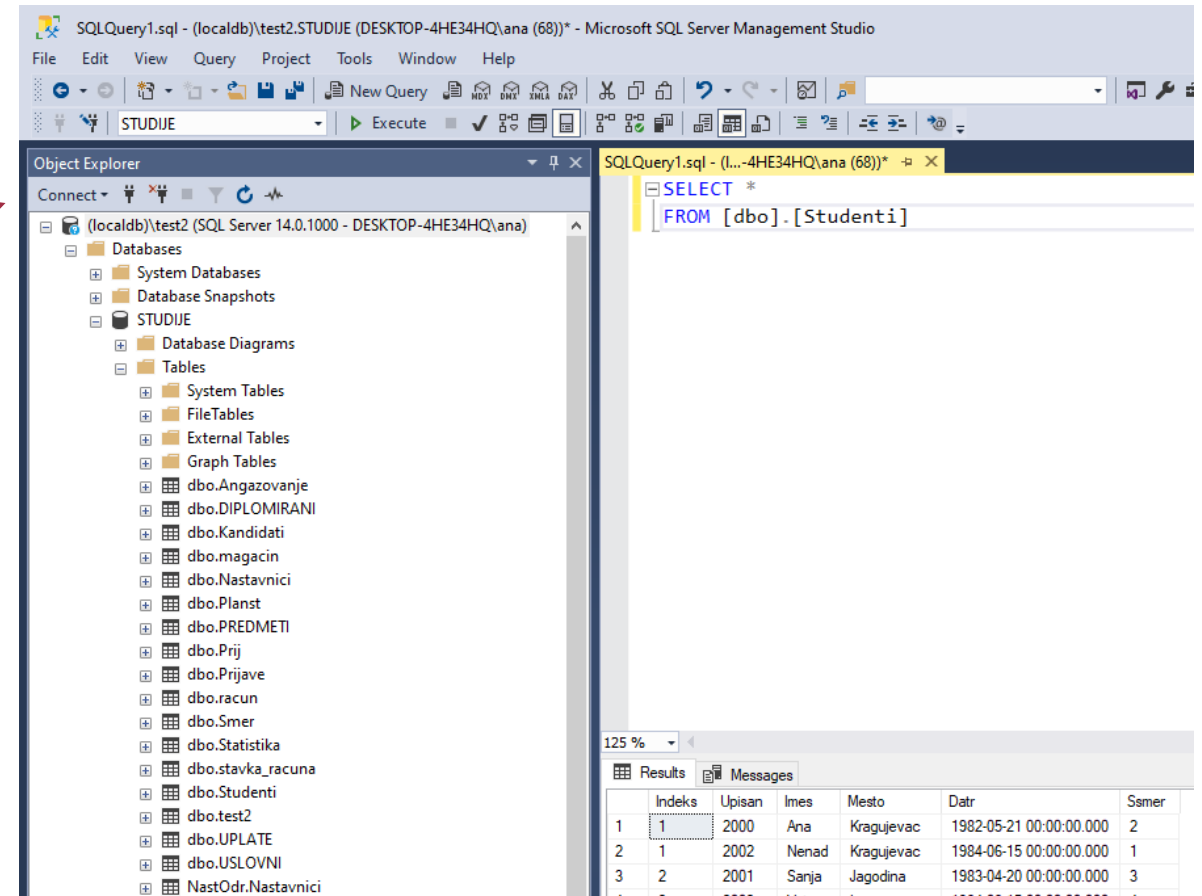 SQLQuery1.sql - (localdb)\test2.STUDIJE (DESKTOP-4HE34HQ\ana (68))* - Microsoft SQL Server Management Studio
File Edit View Query Project Tools Window Help
New Query MDX DMX XMLA DAX
STUDIJE Execute
Object Explorer
Connect
(localdb)\test2 (SQL Server 14.0.1000 - DESKTOP-4HE34HQ\ana)
Databases
System Databases
Database Snapshots
STUDIJE
Database Diagrams
Tables
System Tables
FileTables
External Tables
Graph Tables
dbo.Angazovanje
dbo.DIPLOMIRANI
dbo.Kandidati
dbo.magacin
dbo.Nastavnici
dbo.Planst
dbo.PREDMETI
dbo.Prij
dbo.Prijave
dbo.racun
dbo.Smer
dbo.Statistika
dbo.stavka_racuna
dbo.Studenti
dbo.test2
dbo.UPLATE
dbo.USLOVNI
NastOdr.Nastavnici
SQLQuery1.sql - (l...-4HE34HQ\ana (68))*
SELECT *
FROM [dbo].[Studenti]
125 %
Results Messages
Indeks Upisan Imes Mesto Datr Ssmer
1 1 2000 Ana Kragujevac 1982-05-21 00:00:00.000 2
2 1 2002 Nenad Kragujevac 1984-06-15 00:00:00.000 1
3 2 2001 Sanja Jagodina 1983-04-20 00:00:00.000 3